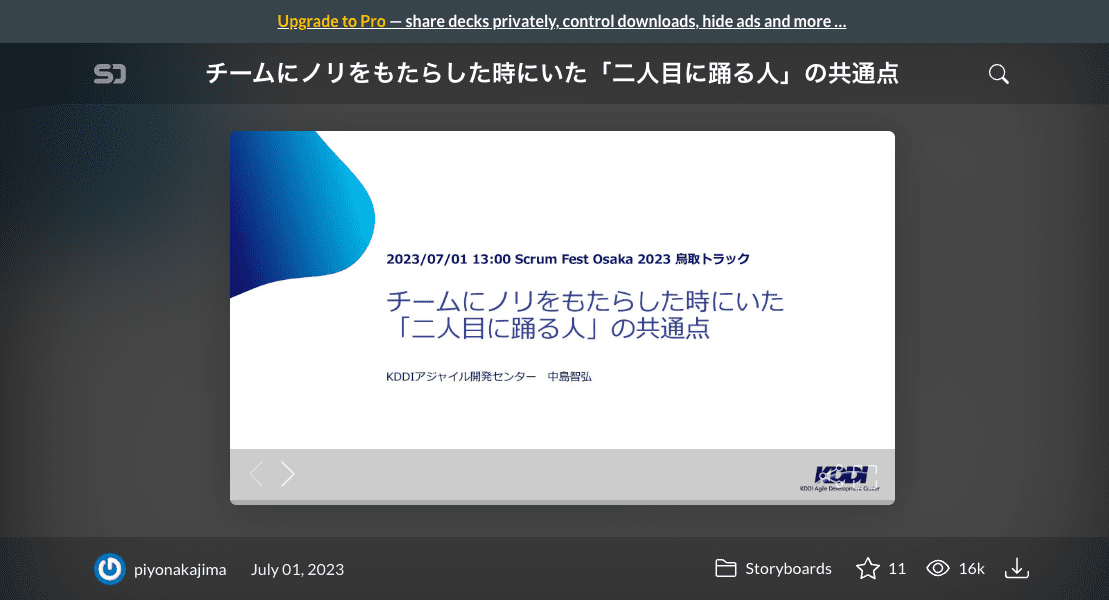 Upgrade to Pro — share decks privately, control downloads, hide ads and more …
SD
チームにノリをもたらした時にいた「二人目に踊る人」の共通点
2023/07/01 13:00 Scrum Fest Osaka 2023 鳥取トラック
チームにノリをもたらした時にいた
「二人目に踊る人」の共通点
KDDIアジャイル開発センター　中島智弘
KDDI
KDDI Agile Development Center
piyonakajima
July 01, 2023
Storyboards
11
16k